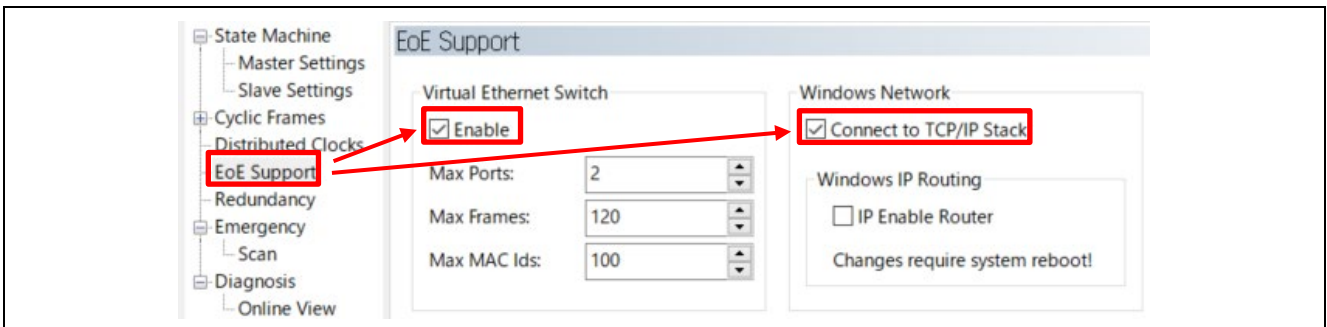 State Machine
Master Settings
Slave Settings
Cyclic Frames
Distributed Clocks
EoE Support
Redundancy
Emergency
Scan
Diagnosis
Online View
EoE Support
Virtual Ethernet Switch
Enable
Max Ports: 2
Max Frames: 120
Max MAC Ids: 100
Windows Network
Connect to TCP/IP Stack
Windows IP Routing
IP Enable Router
Changes require system reboot!